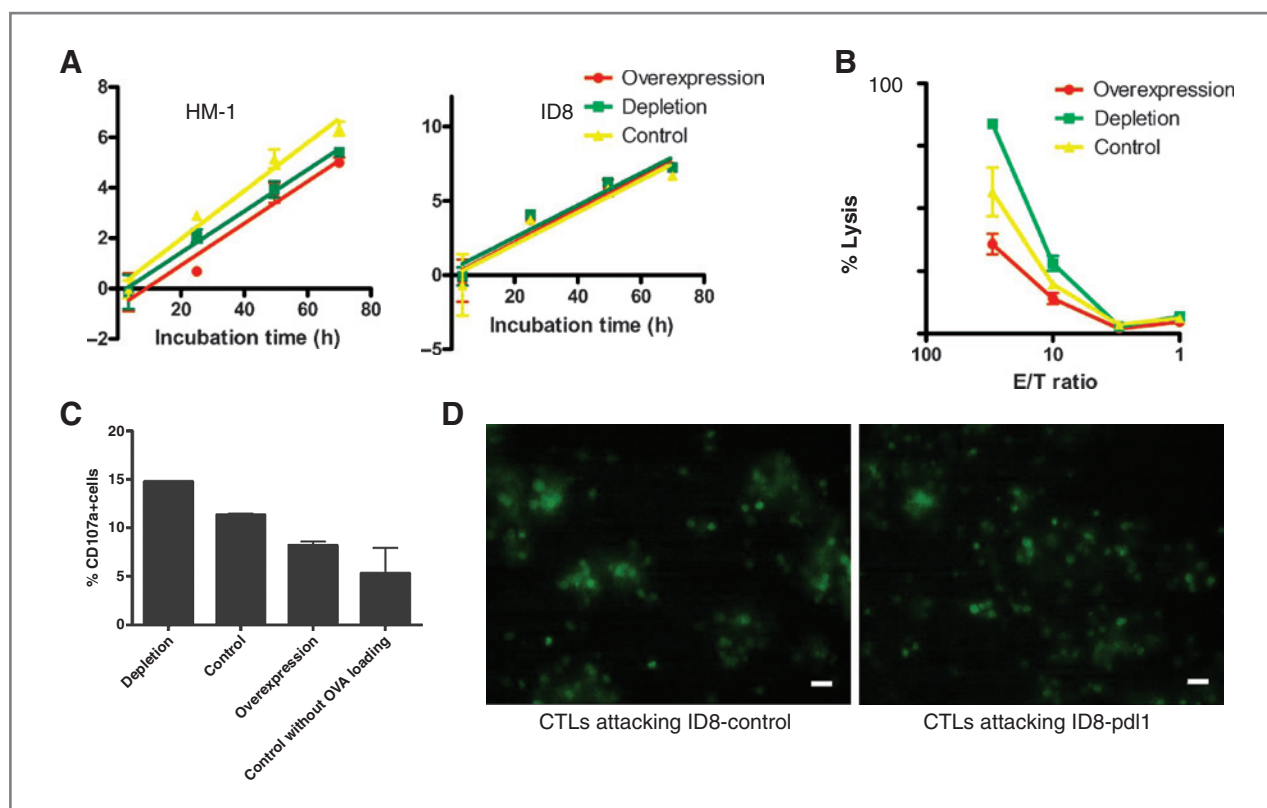 A
8
6
4
2
0
–2
HM-1
20
40
60
80
Incubation time (h)
10
5
0
–5
ID8
Overexpression
Depletion
Control
20
40
60
80
Incubation time (h)
B
100
% Lysis
Overexpression
Depletion
Control
100
10
1
E/T ratio
C
20
15
10
5
0
% CD107a+cells
Depletion
Control
Overexpression
Control without OVA loading
D
CTLs attacking ID8-control
CTLs attacking ID8-pdl1